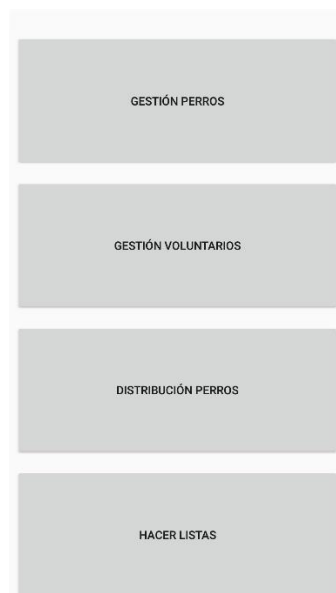 GESTIÓN PERROS
GESTIÓN VOLUNTARIOS
DISTRIBUCIÓN PERROS
HACER LISTAS